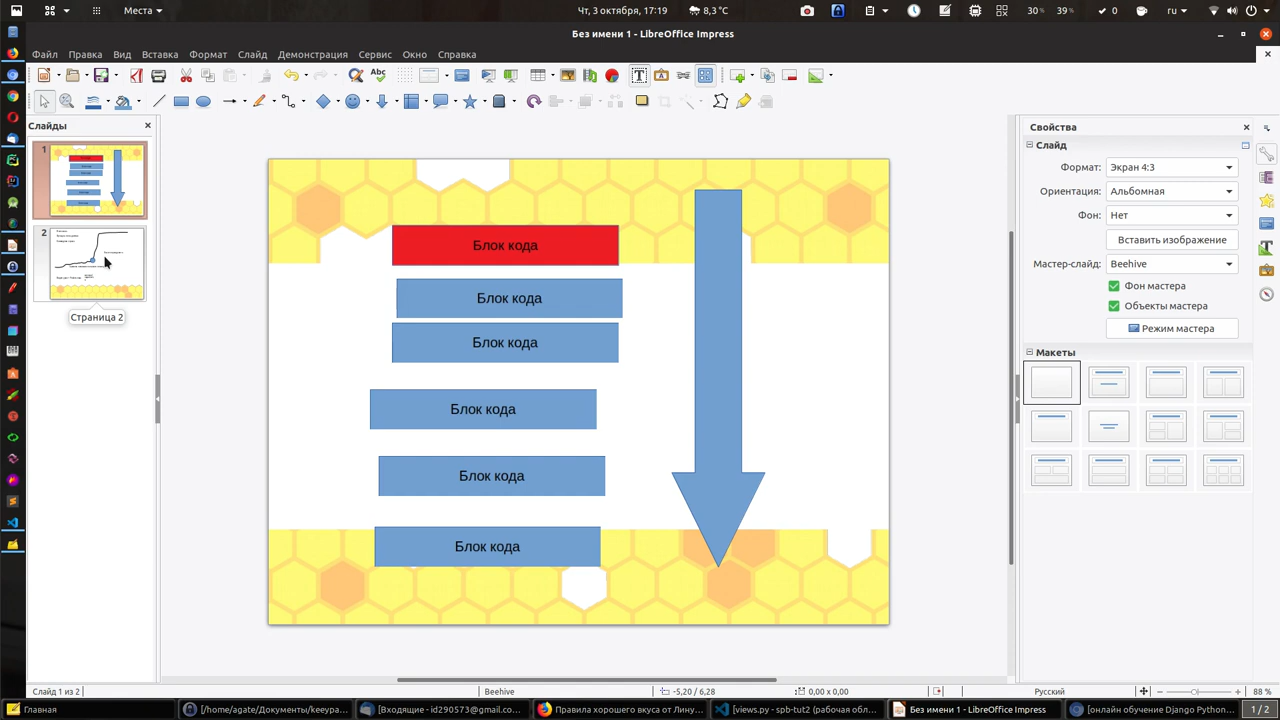 Места
Чт, 3 октября, 17:19
8,3 °C
30 %
39%
0
ru
Без имени 1 - LibreOffice Impress
Файл Правка Вид Вставка Формат Слайд Демонстрация Сервис Окно Справка
Слайды
1
2
Страница 2
Блок кода
Блок кода
Блок кода
Блок кода
Блок кода
Блок кода
Свойства
Слайд
Формат: Экран 4:3
Ориентация: Альбомная
Фон: Нет
Вставить изображение
Мастер-слайд: Beehive
Фон мастера
Объекты мастера
Режим мастера
Макеты
Слайд 1 из 2
Beehive
-5,20 / 6,28
0,00 x 0,00
Русский
88 %
Главная
[/home/agate/Документы/keeypa...
[Входящие - id290573@gmail.co...
Правила хорошего вкуса от Лину...
[views.py - spb-tut2 (рабочая обл...
Без имени 1 - LibreOffice Impress
[онлайн обучение Django Python...
1 / 2